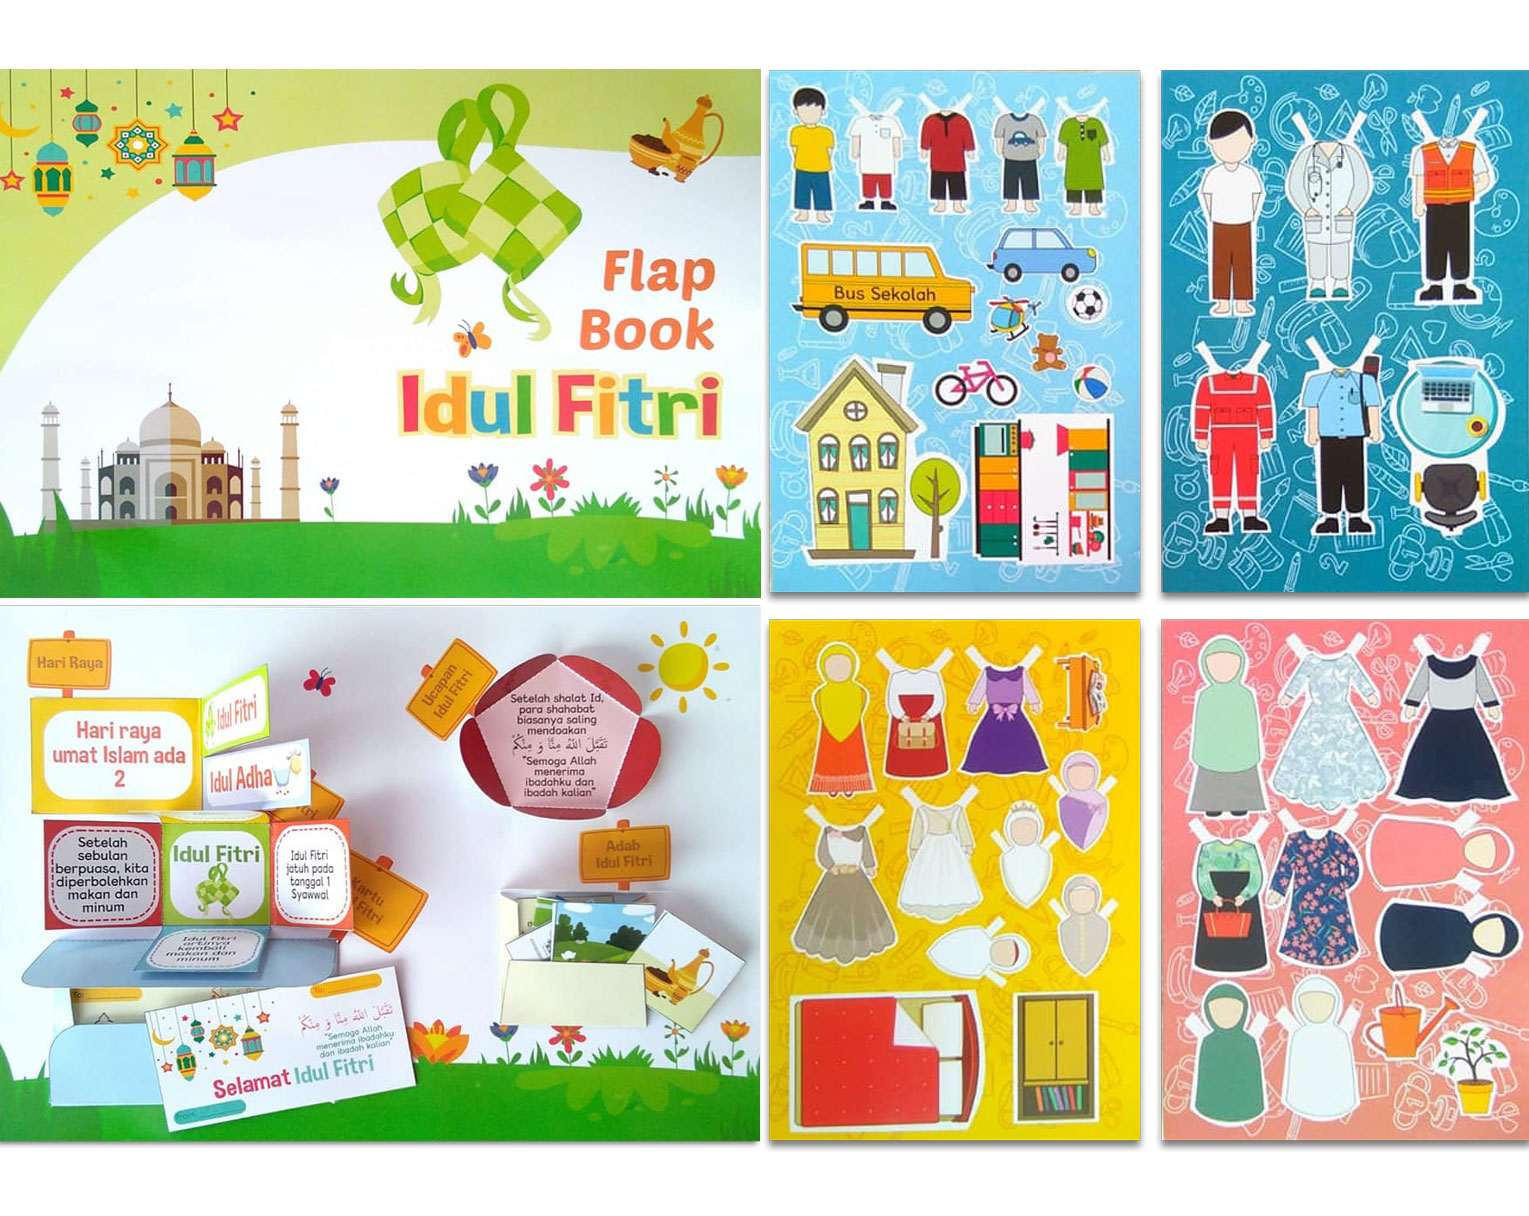 Flap
Book
Idul Fitri
Bus Sekolah
Hari Raya
Hari raya
umat Islam ada
2
Idul Fitri
Idul Adha
Setelah
sebulan
berpuasa, kita
diperbolehkan
makan dan
minum
Idul Fitri
Idul Fitri
jatuh pada
tanggal 1
Syawwal
Idul Fitri
artinya
kembali
makan dan
minum
Kartu
Fitri
To:
To:
تَقَبَّلَ اللهُ مِنَّا وَ مِنْكُمْ
"Semoga Allah
menerima ibadahku
dan ibadah kalian"
Selamat Idul Fitri
From:
Ucapan
Idul Fitri
Setelah shalat Id,
para shahabat
biasanya saling
mendoakan
تَقَبَّلَ اللهُ مِنَّا وَ مِنْكُمْ
"Semoga Allah
menerima
ibadahku dan
ibadah kalian"
Adab
Idul Fitri